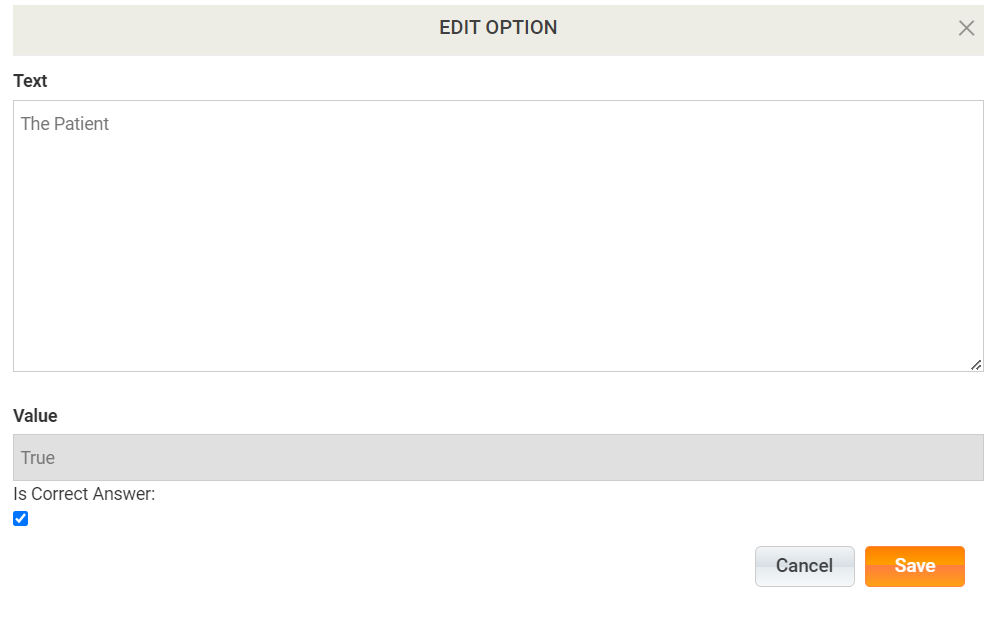 EDIT OPTION
Text
The Patient
Value
True
Is Correct Answer:
Cancel Save